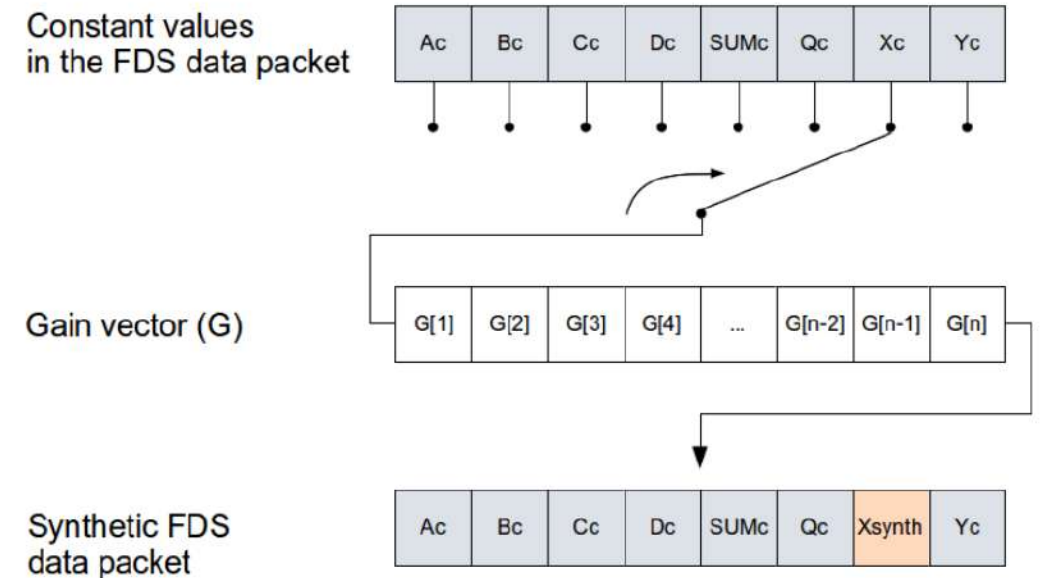 Constant values
in the FDS data packet
Ac Bc Cc Dc SUMc Qc Xc Yc
Gain vector (G)
G[1] G[2] G[3] G[4] ... G[n-2] G[n-1] G[n]
Synthetic FDS
data packet
Ac Bc Cc Dc SUMc Qc Xsynth Yc